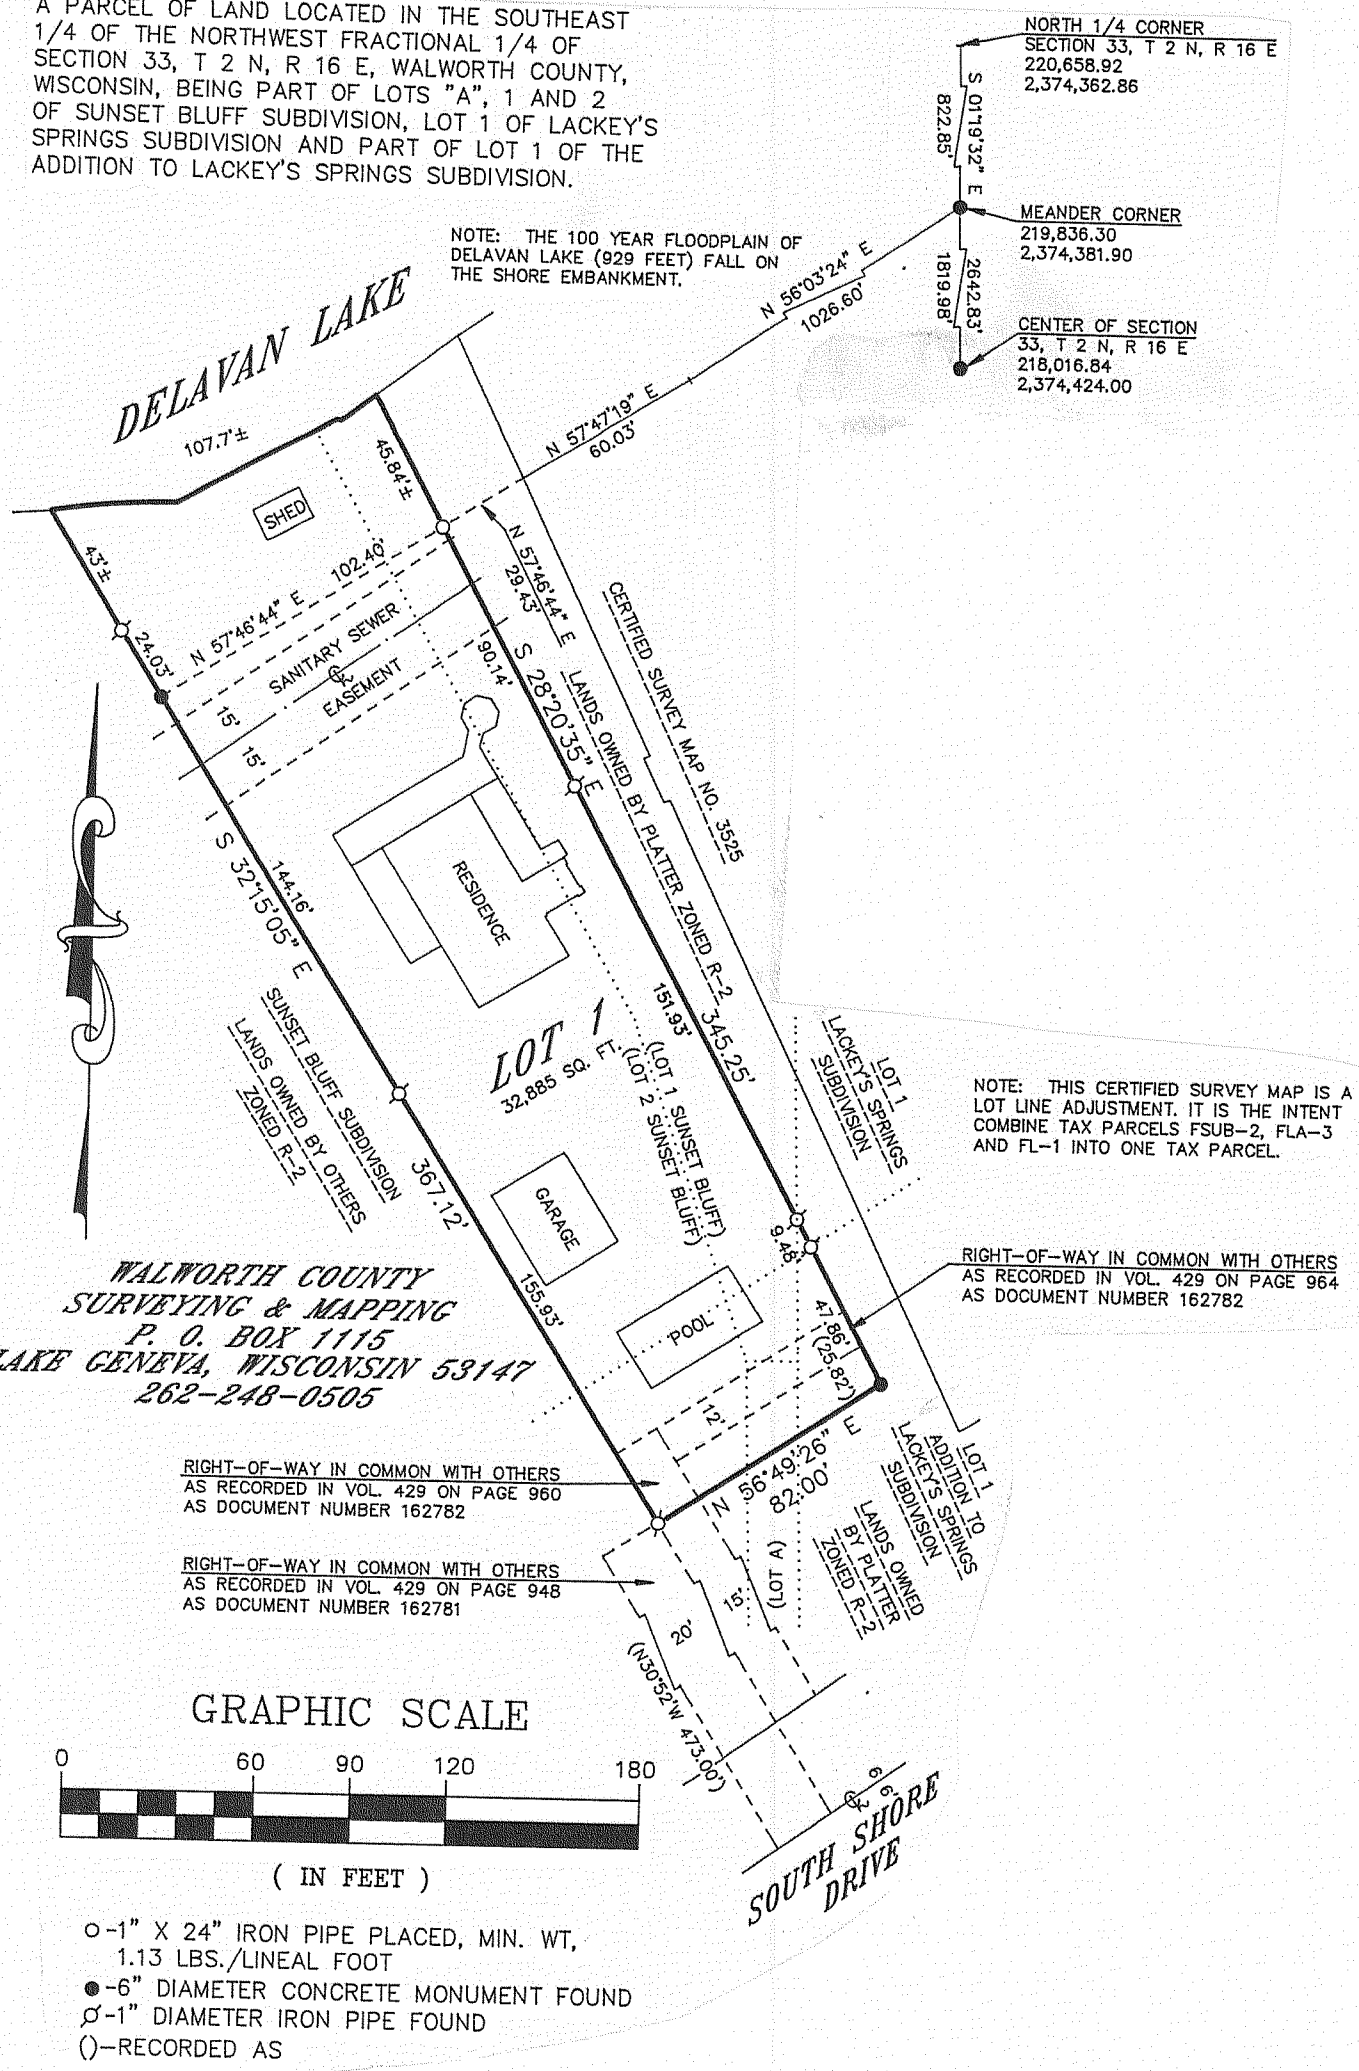 A PARCEL OF LAND LOCATED IN THE SOUTHEAST
1/4 OF THE NORTHWEST FRACTIONAL 1/4 OF
SECTION 33, T 2 N, R 16 E, WALWORTH COUNTY,
WISCONSIN, BEING PART OF LOTS "A", 1 AND 2
OF SUNSET BLUFF SUBDIVISION, LOT 1 OF LACKEY'S
SPRINGS SUBDIVISION AND PART OF LOT 1 OF THE
ADDITION TO LACKEY'S SPRINGS SUBDIVISION.
NORTH 1/4 CORNER
SECTION 33, T 2 N, R 16 E
220,658.92
2,374,362.86
S 01°19'32" E
822.85'
MEANDER CORNER
219,836.30
2,374,381.90
2642.83'
1819.98'
CENTER OF SECTION
33, T 2 N, R 16 E
218,016.84
2,374,424.00
NOTE: THE 100 YEAR FLOODPLAIN OF
DELAVAN LAKE (929 FEET) FALL ON
THE SHORE EMBANKMENT.
N 56°03'24" E
1026.60'
N 57°47'19" E
60.03'
DELAVAN LAKE
107.7'±
45.84'±
SHED
43'±
24.03'
102.40'
N 57°46'44" E
N 57°46'44" E
29.43'
SANITARY SEWER
℄
EASEMENT
15'
15'
90.14'
S 28°20'35" E
345.25'
LANDS OWNED BY PLATTER ZONED R-2
CERTIFIED SURVEY MAP NO. 3525
S 32°15'05" E
367.12'
144.16'
RESIDENCE
151.93'
SUNSET BLUFF SUBDIVISION
LANDS OWNED BY OTHERS
ZONED R-2
LOT 1
32,885 SQ. FT.
(LOT 1 SUNSET BLUFF)
(LOT 2 SUNSET BLUFF)
LOT 1
LACKEY'S SPRINGS
SUBDIVISION
NOTE: THIS CERTIFIED SURVEY MAP IS A
LOT LINE ADJUSTMENT. IT IS THE INTENT
COMBINE TAX PARCELS FSUB-2, FLA-3
AND FL-1 INTO ONE TAX PARCEL.
GARAGE
155.93'
9.48'
POOL
47.86'
(25.82')
12'
RIGHT-OF-WAY IN COMMON WITH OTHERS
AS RECORDED IN VOL. 429 ON PAGE 964
AS DOCUMENT NUMBER 162782
WALWORTH COUNTY
SURVEYING & MAPPING
P. O. BOX 1115
LAKE GENEVA, WISCONSIN 53147
262-248-0505
N 56°49'26" E
82.00'
LOT 1
ADDITION TO
LACKEY'S SPRINGS
SUBDIVISION
LANDS OWNED
BY PLATTER
ZONED R-2
RIGHT-OF-WAY IN COMMON WITH OTHERS
AS RECORDED IN VOL. 429 ON PAGE 960
AS DOCUMENT NUMBER 162782
RIGHT-OF-WAY IN COMMON WITH OTHERS
AS RECORDED IN VOL. 429 ON PAGE 948
AS DOCUMENT NUMBER 162781
(LOT A)
15'
20'
(N30°52'W 473.00')
66'
℄
SOUTH SHORE
DRIVE
GRAPHIC SCALE
0 60 90 120 180
( IN FEET )
O-1" X 24" IRON PIPE PLACED, MIN. WT,
1.13 LBS./LINEAL FOOT
●-6" DIAMETER CONCRETE MONUMENT FOUND
Ø-1" DIAMETER IRON PIPE FOUND
()-RECORDED AS